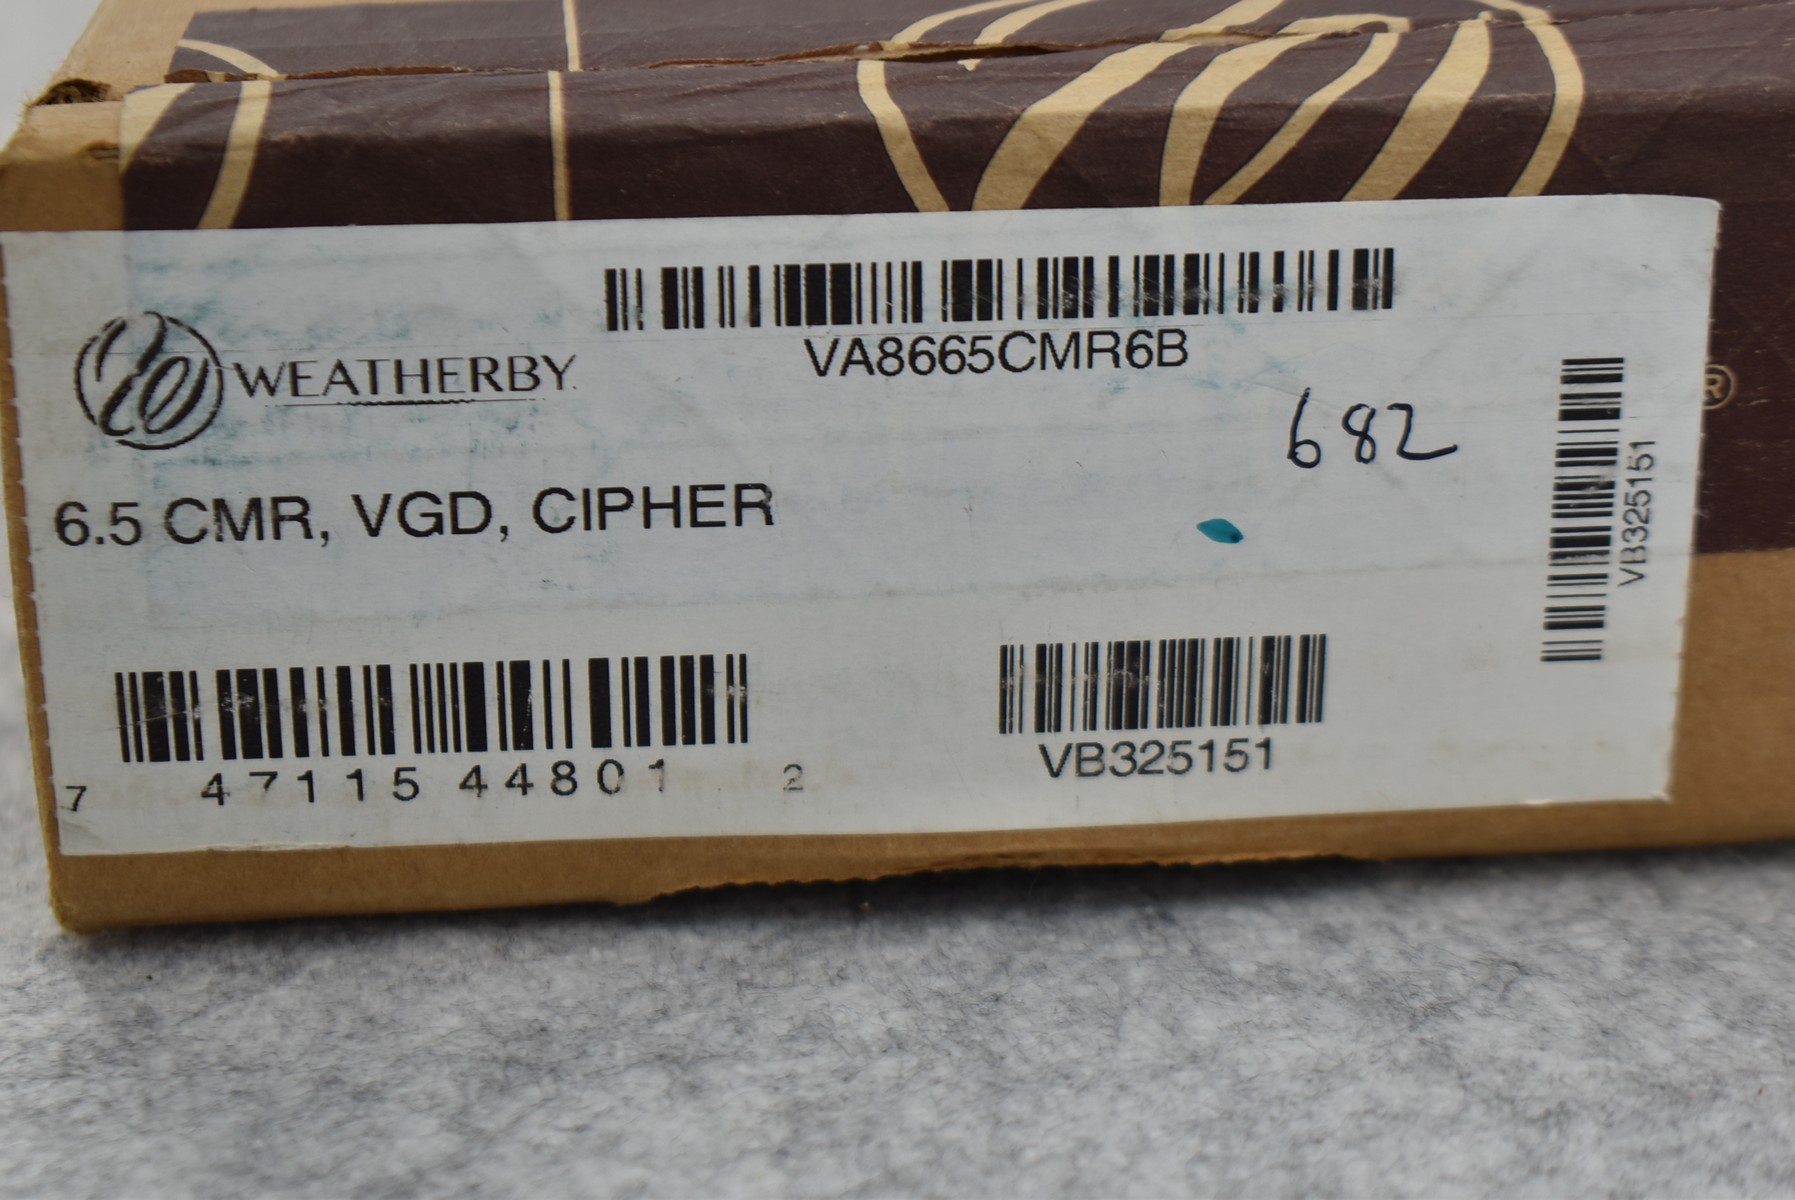 WEATHERBY
VA8665CMR6B
682
6.5 CMR, VGD, CIPHER
7 47115 44801 2
VB325151
VB325151
®